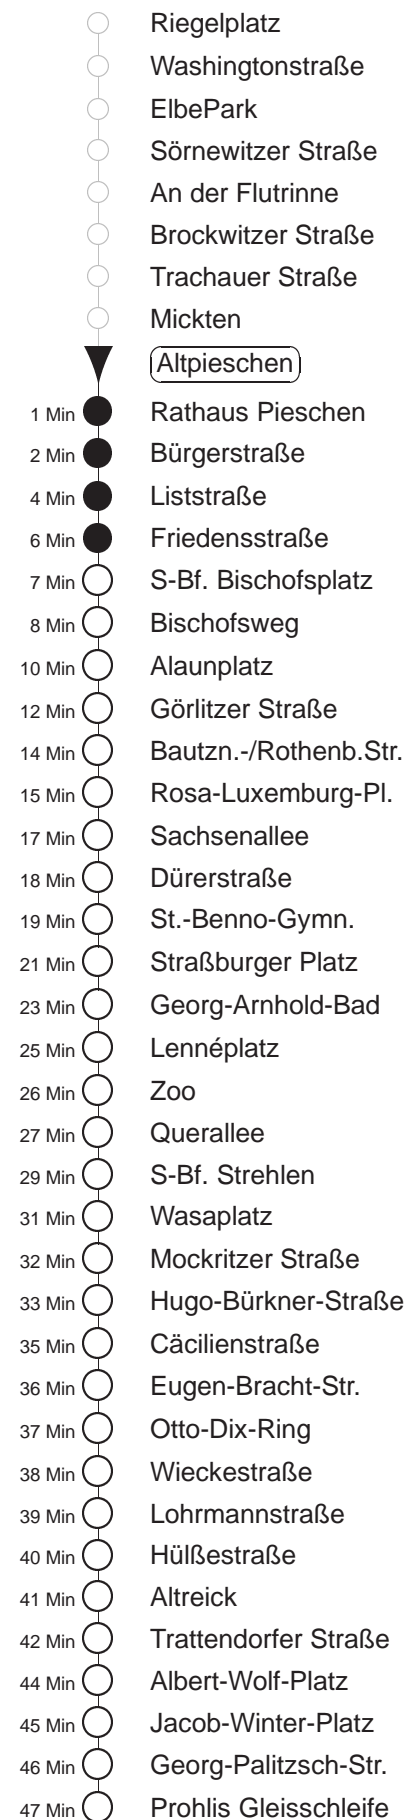 Riegelplatz
Washingtonstraße
ElbePark
Sörnewitzer Straße
An der Flutrinne
Brockwitzer Straße
Trachauer Straße
Mickten
Altpieschen
1 Min Rathaus Pieschen
2 Min Bürgerstraße
4 Min Liststraße
6 Min Friedensstraße
7 Min S-Bf. Bischofsplatz
8 Min Bischofsweg
10 Min Alaunplatz
12 Min Görlitzer Straße
14 Min Bautzn.-/Rothenb.Str.
15 Min Rosa-Luxemburg-Pl.
17 Min Sachsenallee
18 Min Dürerstraße
19 Min St.-Benno-Gymn.
21 Min Straßburger Platz
23 Min Georg-Arnhold-Bad
25 Min Lennéplatz
26 Min Zoo
27 Min Querallee
29 Min S-Bf. Strehlen
31 Min Wasaplatz
32 Min Mockritzer Straße
33 Min Hugo-Bürkner-Straße
35 Min Cäcilienstraße
36 Min Eugen-Bracht-Str.
37 Min Otto-Dix-Ring
38 Min Wieckestraße
39 Min Lohrmannstraße
40 Min Hülßestraße
41 Min Altreick
42 Min Trattendorfer Straße
44 Min Albert-Wolf-Platz
45 Min Jacob-Winter-Platz
46 Min Georg-Palitzsch-Str.
47 Min Prohlis Gleisschleife